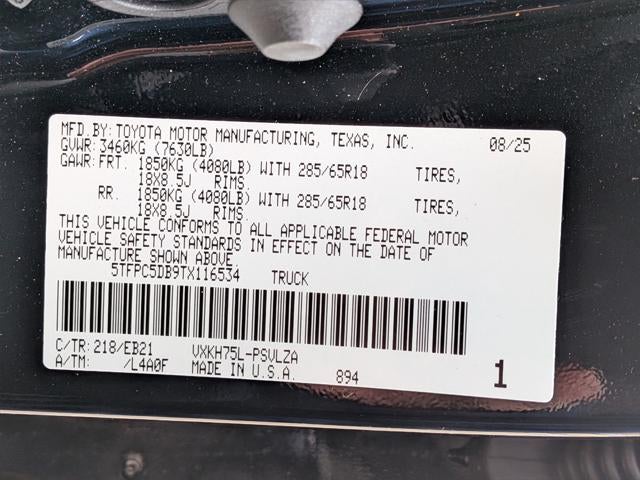 MFD.BY:TOYOTA MOTOR MANUFACTURING, TEXAS, INC. 08/25
GVWR:3460KG (7630LB)
GAWR:FRT. 1850KG (4080LB) WITH 285/65R18 TIRES,
18X8.5J RIMS.
RR. 1850KG (4080LB) WITH 285/65R18 TIRES,
18X8.5J RIMS.
THIS VEHICLE CONFORMS TO ALL APPLICABLE FEDERAL MOTOR
VEHICLE SAFETY STANDARDS IN EFFECT ON THE DATE OF
MANUFACTURE SHOWN ABOVE.
5TFPC5DB9TX116534 TRUCK
C/TR:218/EB21 VXKH75L-PSVLZA
A/TM: /L4A0F MADE IN U.S.A. 894 1